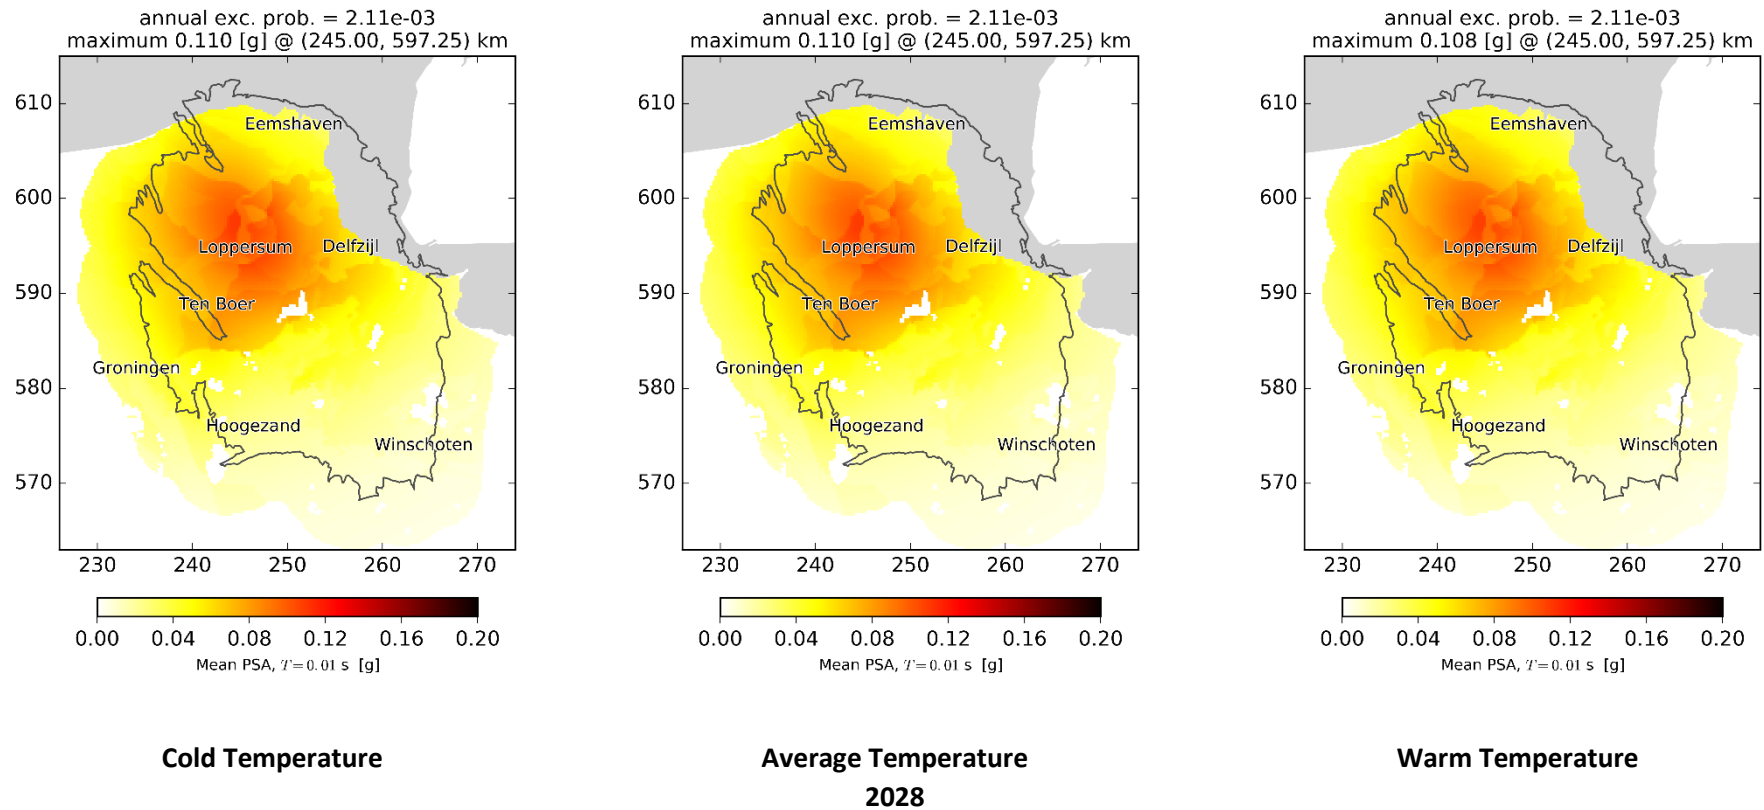 annual exc. prob. = 2.11e-03
maximum 0.110 [g] @ (245.00, 597.25) km
610
600
590
580
570
Eemshaven
Loppersum
Delfzijl
Ten Boer
Groningen
Hoogezand
Winschoten
230 240 250 260 270
0.00 0.04 0.08 0.12 0.16 0.20
Mean PSA, T = 0.01 s [g]
Cold Temperature
annual exc. prob. = 2.11e-03
maximum 0.110 [g] @ (245.00, 597.25) km
610
600
590
580
570
Eemshaven
Loppersum
Delfzijl
Ten Boer
Groningen
Hoogezand
Winschoten
230 240 250 260 270
0.00 0.04 0.08 0.12 0.16 0.20
Mean PSA, T = 0.01 s [g]
Average Temperature
2028
annual exc. prob. = 2.11e-03
maximum 0.108 [g] @ (245.00, 597.25) km
610
600
590
580
570
Eemshaven
Loppersum
Delfzijl
Ten Boer
Groningen
Hoogezand
Winschoten
230 240 250 260 270
0.00 0.04 0.08 0.12 0.16 0.20
Mean PSA, T = 0.01 s [g]
Warm Temperature